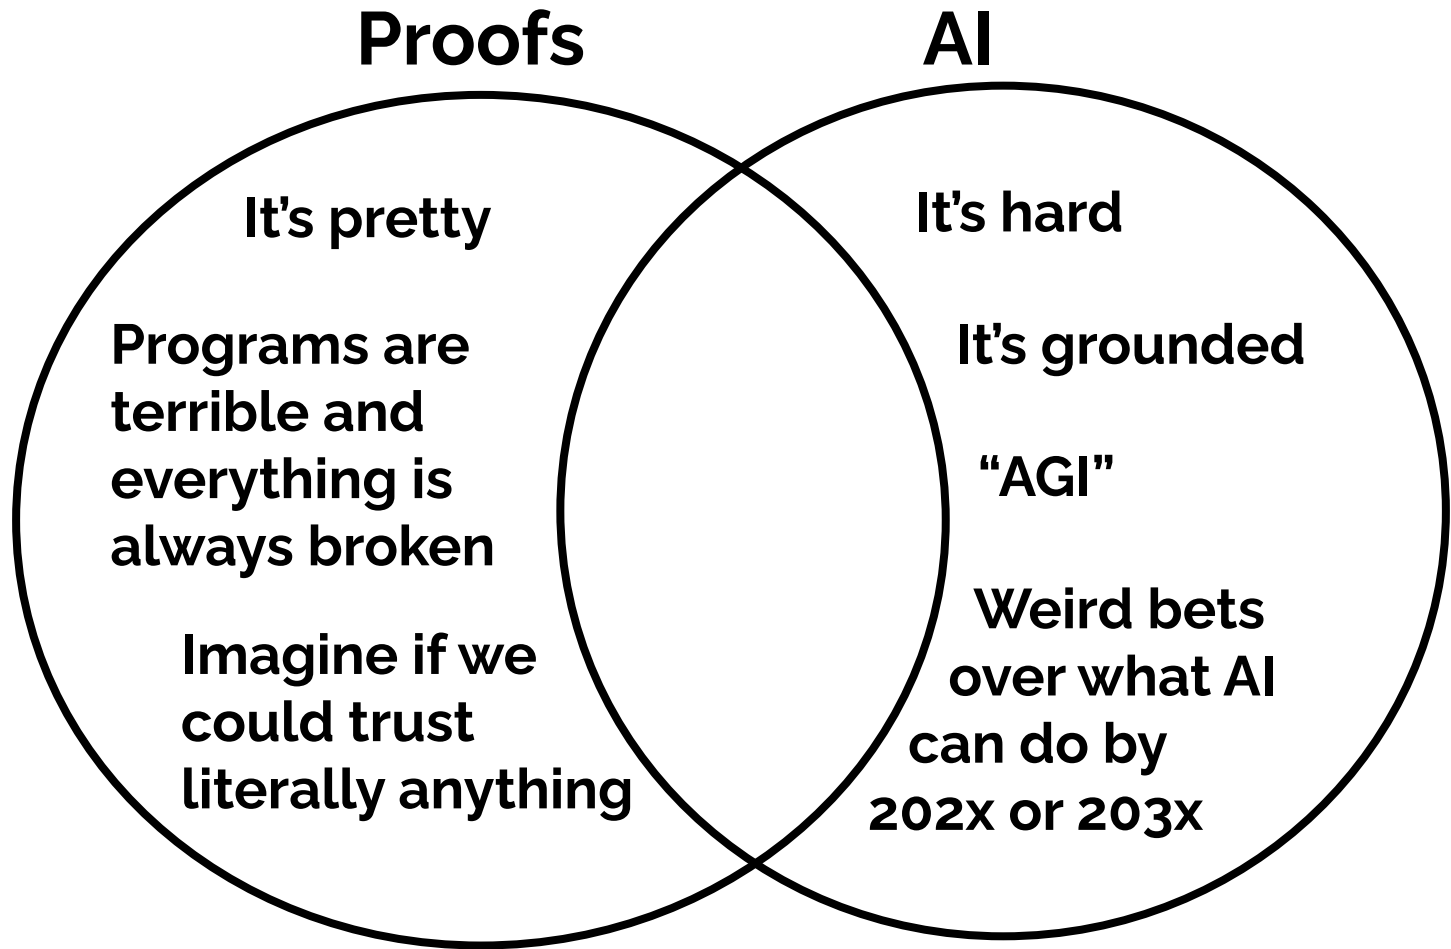 Proofs
AI
It’s pretty
Programs are
terrible and
everything is
always broken
Imagine if we
could trust
literally anything
It’s hard
It’s grounded
“AGI”
Weird bets
over what AI
can do by
202x or 203x